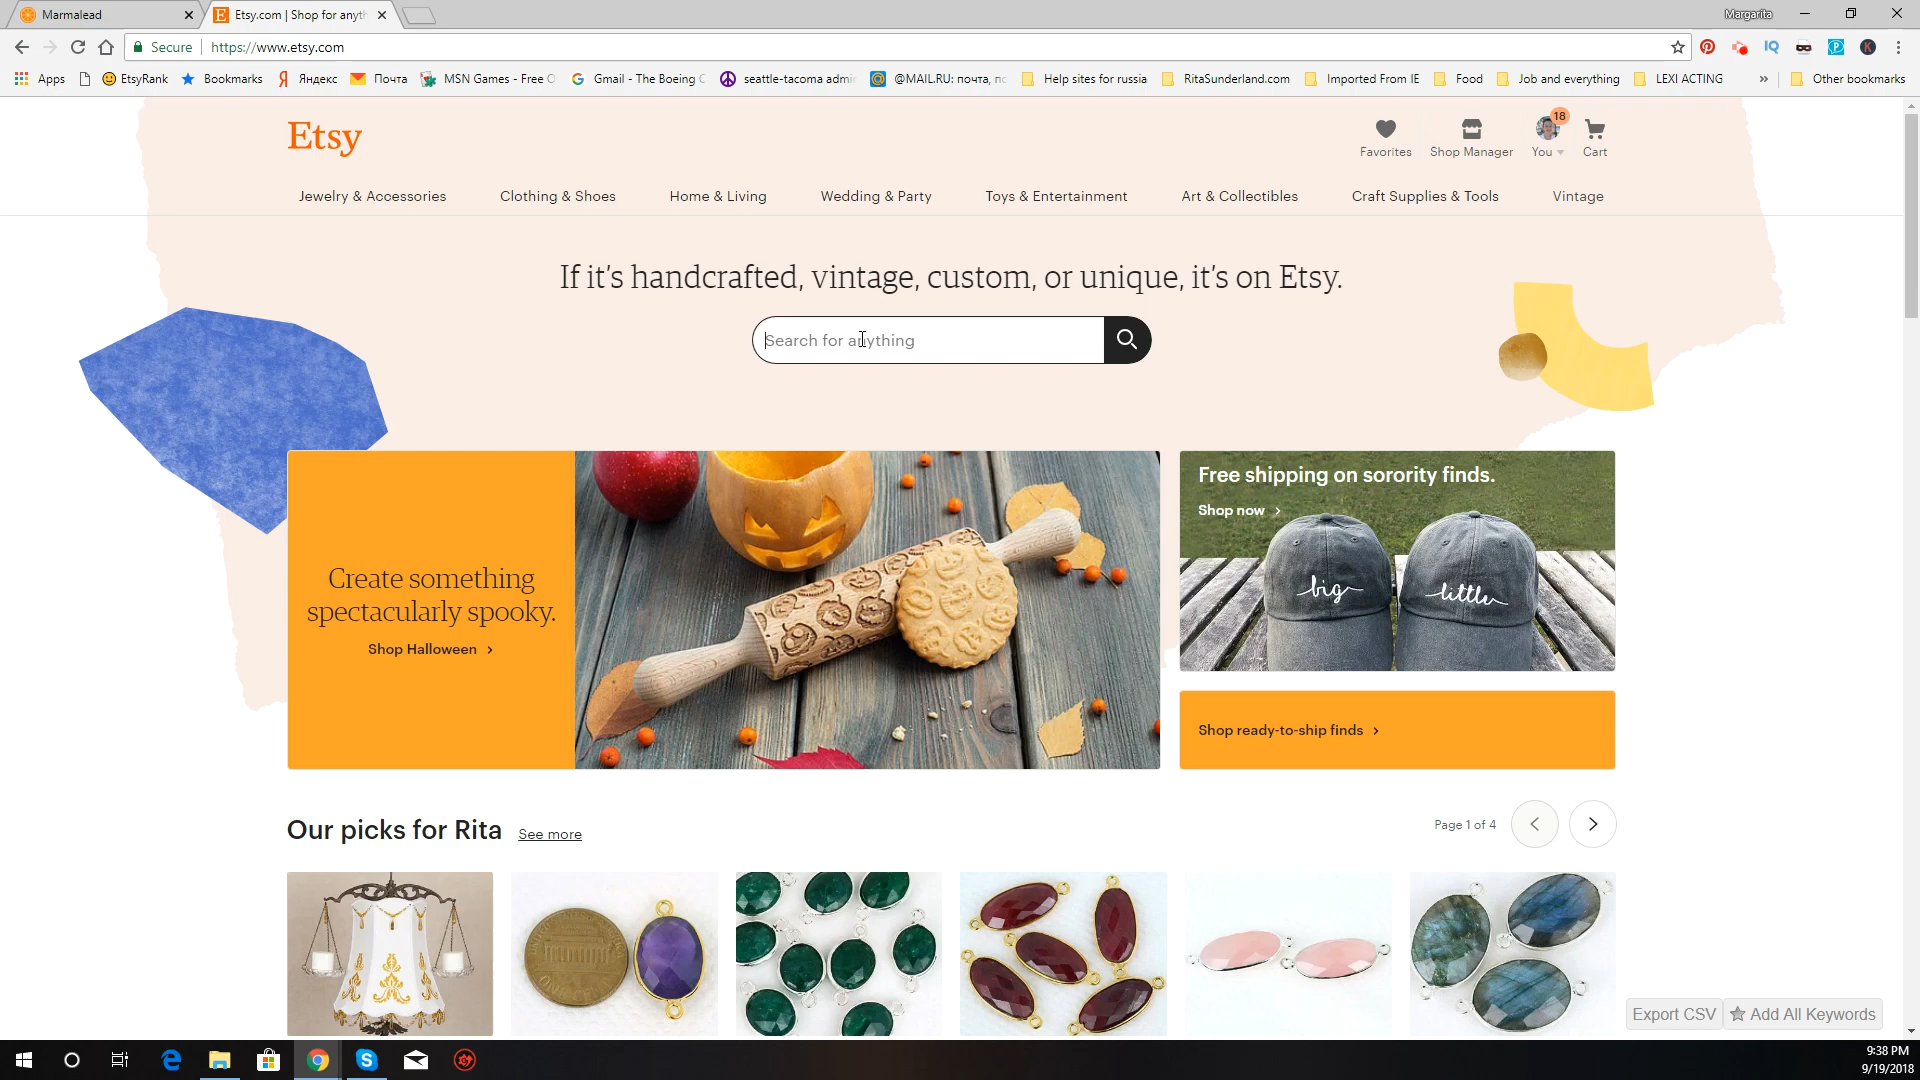 Marmalead
Etsy.com | Shop for anyth
Margarita
Secure
https://www.etsy.com
Apps
EtsyRank
Bookmarks
Яндекс
Почта
MSN Games - Free O
Gmail - The Boeing C
seattle-tacoma admi
@MAIL.RU: почта, по
Help sites for russia
RitaSunderland.com
Imported From IE
Food
Job and everything
LEXI ACTING
»
Other bookmarks
Etsy
Favorites
Shop Manager
18
You
Cart
Jewelry & Accessories
Clothing & Shoes
Home & Living
Wedding & Party
Toys & Entertainment
Art & Collectibles
Craft Supplies & Tools
Vintage
If it's handcrafted, vintage, custom, or unique, it's on Etsy.
Search for anything
Create something
spectacularly spooky.
Shop Halloween >
Free shipping on sorority finds.
Shop now >
big
little
Shop ready-to-ship finds >
Our picks for Rita
See more
Page 1 of 4
Export CSV
Add All Keywords
9:38 PM
9/19/2018